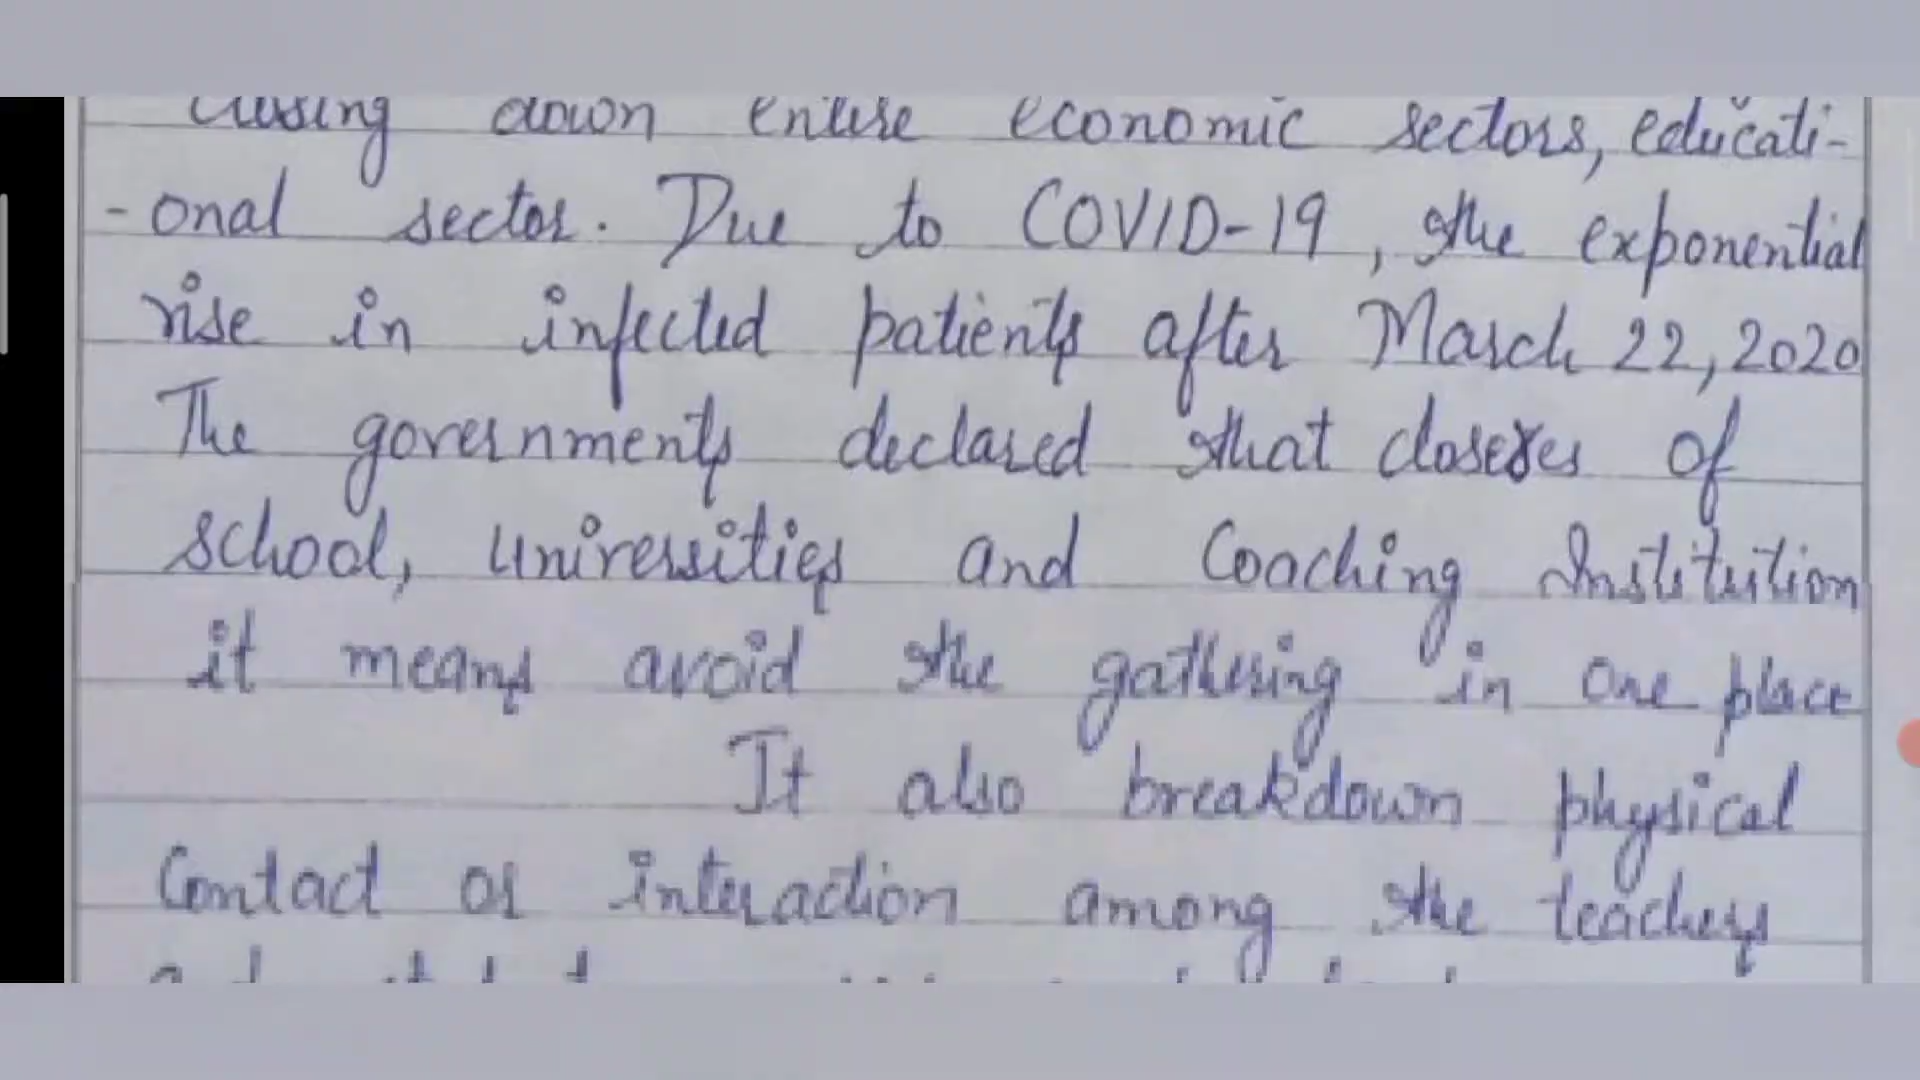 closing down entire economic sectors, educati-
-onal sector. Due to COVID-19, the exponential
rise in infected patients after March 22, 2020
The governments declared that closeres of
school, universities and Coaching Institution
it means avoid the gathering in one place
It also breakdown physical
Contact or interaction among the teachers